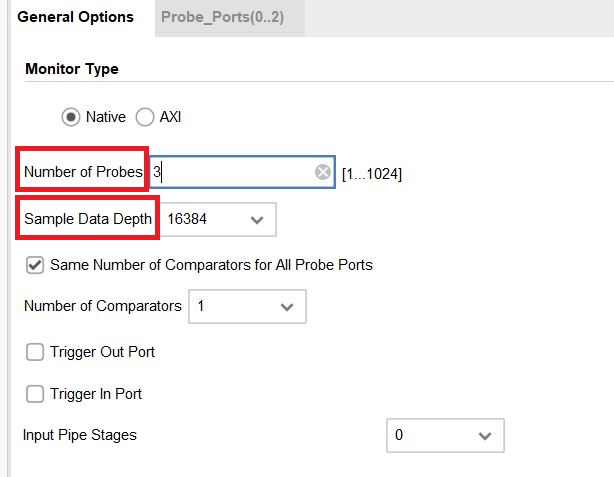 General Options Probe_Ports(0..2)
Monitor Type
Native AXI
Number of Probes 3 [1...1024]
Sample Data Depth 16384
Same Number of Comparators for All Probe Ports
Number of Comparators 1
Trigger Out Port
Trigger In Port
Input Pipe Stages 0